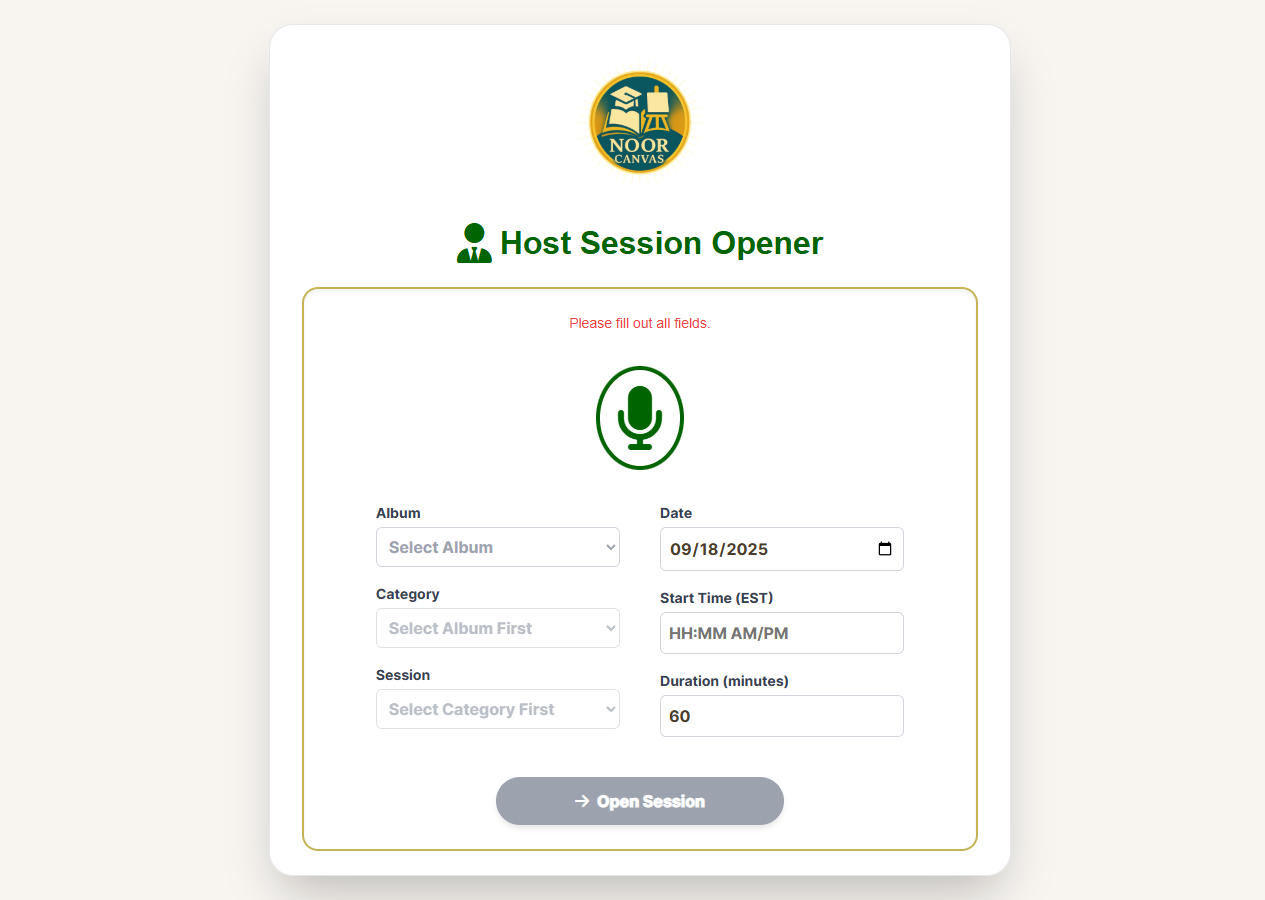 NOOR
CANVAS
Host Session Opener
Please fill out all fields.
Album
Select Album
Category
Select Album First
Session
Select Category First
Date
09/18/2025
Start Time (EST)
HH:MM AM/PM
Duration (minutes)
60
Open Session